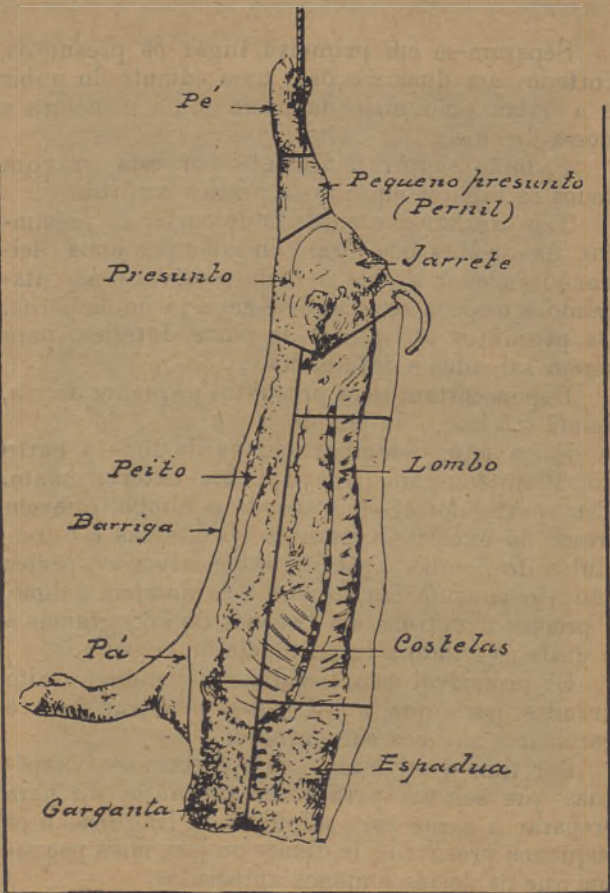 Pé
Pequeno presunto
(Pernil)
Presunto
Jarrete
Peito
Lombo
Barriga
Pá
Costelas
Espadua
Garganta